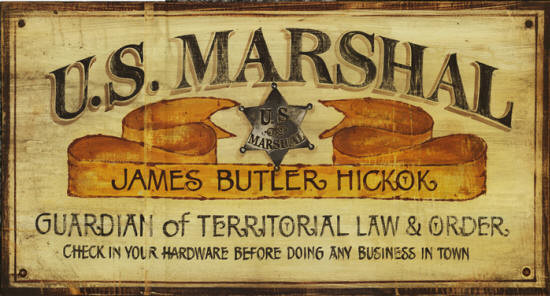 U.S. MARSHAL
U S
MARSHAL
JAMES BUTLER HICKOK
GUARDIAN of TERRITORIAL LAW & ORDER
CHECK IN YOUR HARDWARE BEFORE DOING ANY BUSINESS IN TOWN